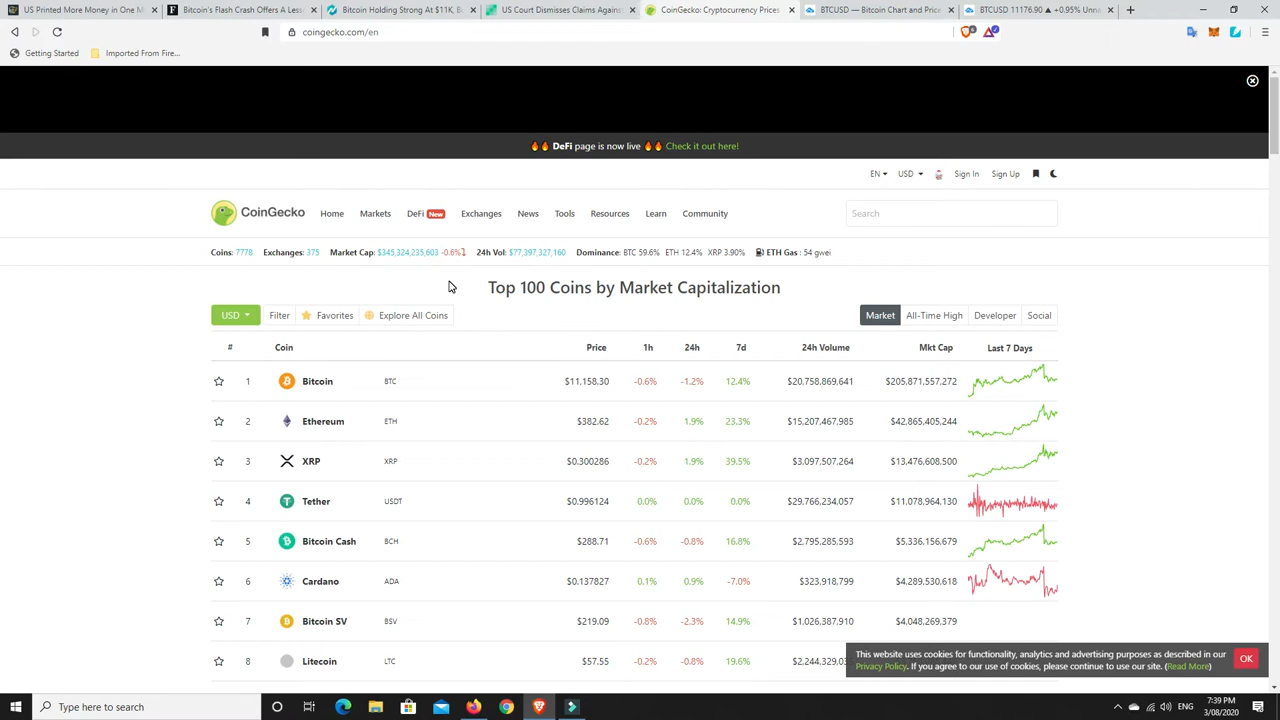 US Printed More Money in One M
Bitcoin's Flash Crash Offers A Less
Bitcoin Holding Strong At $11K, B
US Court Dismisses Claims Against
CoinGecko: Cryptocurrency Prices
BTCUSD — Bitcoin Chart and Price
BTCUSD 11176.90 ▲ +0.95% Unna
coingecko.com/en
Getting Started
Imported From Fire...
DeFi page is now live Check it out here!
EN USD Sign In Sign Up
CoinGecko Home Markets DeFi New Exchanges News Tools Resources Learn Community Search
Coins: 7778 Exchanges: 375 Market Cap: $345,324,235,603 -0.6% 24h Vol: $77,397,327,160 Dominance: BTC 59.6% ETH 12.4% XRP 3.90% ETH Gas : 54 gwei
Top 100 Coins by Market Capitalization
USD Filter Favorites Explore All Coins Market All-Time High Developer Social
# Coin Price 1h 24h 7d 24h Volume Mkt Cap Last 7 Days
1 Bitcoin BTC $11,158.30 -0.6% -1.2% 12.4% $20,758,869,641 $205,871,557,272
2 Ethereum ETH $382.62 -0.2% 1.9% 23.3% $15,207,467,985 $42,865,405,244
3 XRP XRP $0.300286 -0.2% 1.9% 39.5% $3,097,507,264 $13,476,608,500
4 Tether USDT $0.996124 0.0% 0.0% 0.0% $29,766,234,057 $11,078,964,130
5 Bitcoin Cash BCH $288.71 -0.6% -0.8% 16.8% $2,795,285,593 $5,336,156,679
6 Cardano ADA $0.137827 0.1% 0.9% -7.0% $323,918,799 $4,289,530,618
7 Bitcoin SV BSV $219.09 -0.8% -2.3% 14.9% $1,026,387,910 $4,048,269,379
8 Litecoin LTC $57.55 -0.2% -0.8% 19.6% $2,244,329,03
This website uses cookies for functionality, analytics and advertising purposes as described in our
Privacy Policy. If you agree to our use of cookies, please continue to use our site. (Read More)
OK
Type here to search
ENG
7:39 PM
3/08/2020